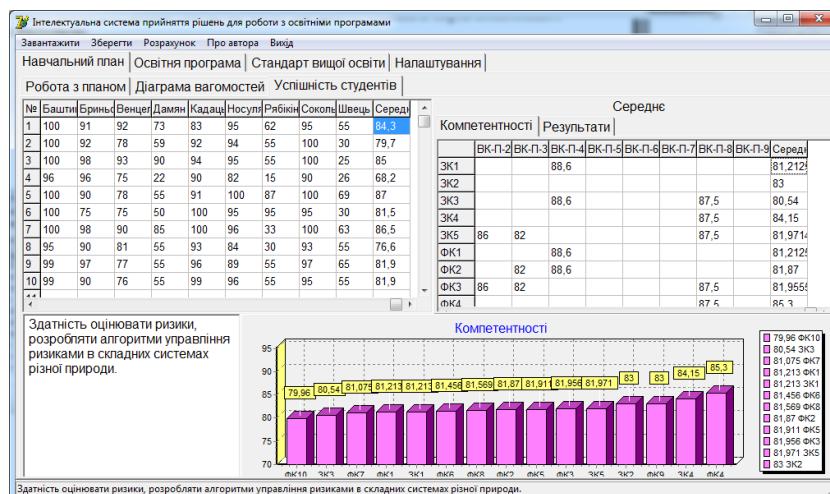 Інтелектуальна система прийняття рішень для роботи з освітніми програмами
Завантажити Зберегти Розрахунок Про автора Вихід
Навчальний план Освітня програма Стандарт вищої освіти Налаштування
Робота з планом Діаграма вагомостей Успішність студентів
№ Баштин Бриньо Венцел Дамян Кадаць Носуля Рябікін Соколь Швець Середн
1 100 91 92 73 83 95 62 95 55 84,3
2 100 92 78 59 92 94 55 100 30 79,7
3 100 98 93 90 94 95 55 100 25 85
4 96 96 75 22 90 82 15 90 26 68,2
5 100 90 78 55 91 100 87 100 69 87
6 100 75 75 50 100 95 95 95 30 81,5
7 100 98 90 85 100 96 33 100 63 86,5
8 95 90 81 55 93 84 30 93 55 76,6
9 99 97 77 55 96 89 55 97 65 81,9
10 99 90 76 55 99 96 55 95 55 81,9
Середнє
Компетентності Результати
ВК-П-2 ВК-П-3 ВК-П-4 ВК-П-5 ВК-П-6 ВК-П-7 ВК-П-8 ВК-П-9 Середн
ЗК1 88,6 81,2125
ЗК2 83
ЗК3 88,6 87,5 80,54
ЗК4 87,5 84,15
ЗК5 86 82 87,5 81,9714
ФК1 88,6 81,2125
ФК2 82 88,6 81,87
ФК3 86 82 87,5 81,9555
ФК4 87,5 85,3
Здатність оцінювати ризики,
розробляти алгоритми управління
ризиками в складних системах
різної природи.
Компетентності
95
90
85
80
75
70
79,96 80,54 81,075 81,213 81,213 81,456 81,569 81,87 81,911 81,956 81,971 83 83 84,15 85,3
ФК10 ЗК3 ФК7 ФК1 ЗК1 ФК6 ФК8 ФК2 ФК5 ФК3 ЗК5 ЗК2 ФК9 ЗК4 ФК4
79,96 ФК10
80,54 ЗК3
81,075 ФК7
81,213 ФК1
81,213 ЗК1
81,456 ФК6
81,569 ФК8
81,87 ФК2
81,911 ФК5
81,956 ФК3
81,971 ЗК5
83 ЗК2
Здатність оцінювати ризики, розробляти алгоритми управління ризиками в складних системах різної природи.